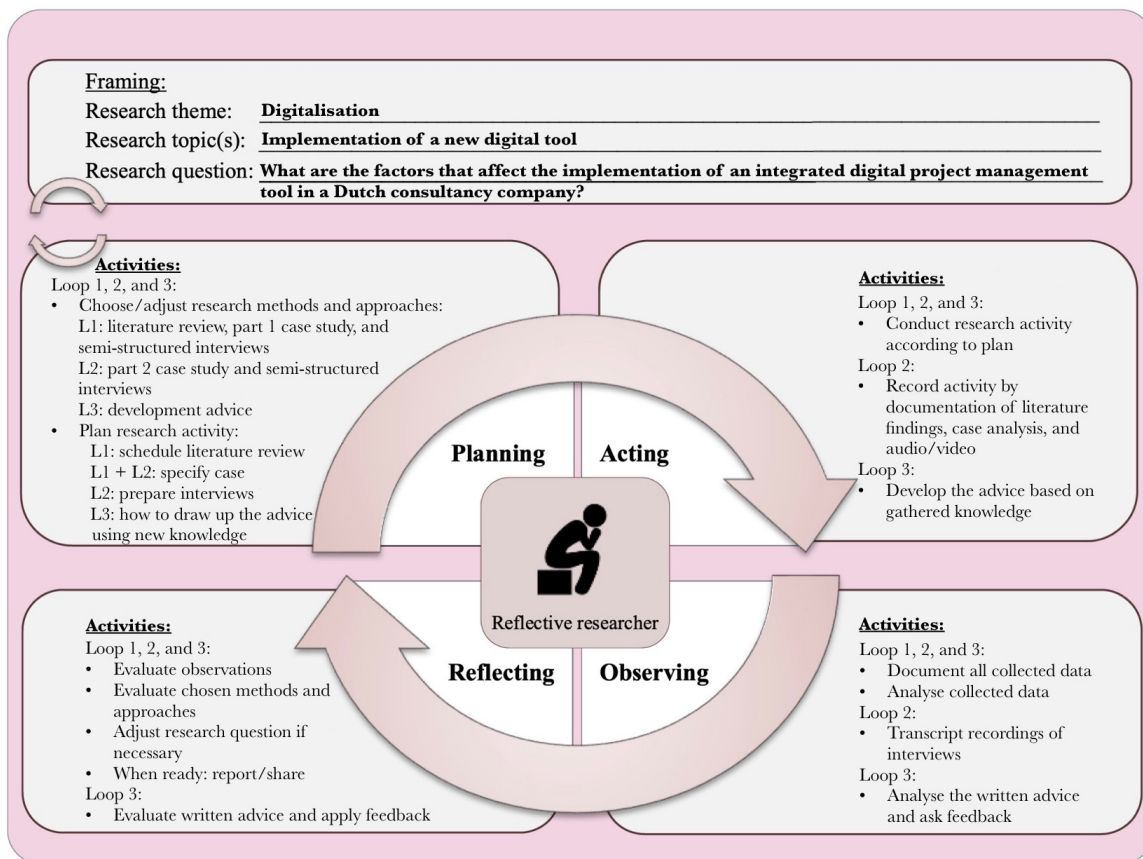 Framing:
Research theme: Digitalisation
Research topic(s): Implementation of a new digital tool
Research question: What are the factors that affect the implementation of an integrated digital project management
tool in a Dutch consultancy company?
Activities:
Loop 1, 2, and 3:
• Choose/adjust research methods and approaches:
L1: literature review, part 1 case study, and
semi-structured interviews
L2: part 2 case study and semi-structured
interviews
L3: development advice
• Plan research activity:
L1: schedule literature review
L1 + L2: specify case
L2: prepare interviews
L3: how to draw up the advice
using new knowledge
Activities:
Loop 1, 2, and 3:
• Conduct research activity
according to plan
Loop 2:
• Record activity by
documentation of literature
findings, case analysis, and
audio/video
Loop 3:
• Develop the advice based on
gathered knowledge
Planning
Acting
Reflective researcher
Reflecting
Observing
Activities:
Loop 1, 2, and 3:
• Evaluate observations
• Evaluate chosen methods and
approaches
• Adjust research question if
necessary
• When ready: report/share
Loop 3:
• Evaluate written advice and apply feedback
Activities:
Loop 1, 2, and 3:
• Document all collected data
• Analyse collected data
Loop 2:
• Transcript recordings of
interviews
Loop 3:
• Analyse the written advice
and ask feedback